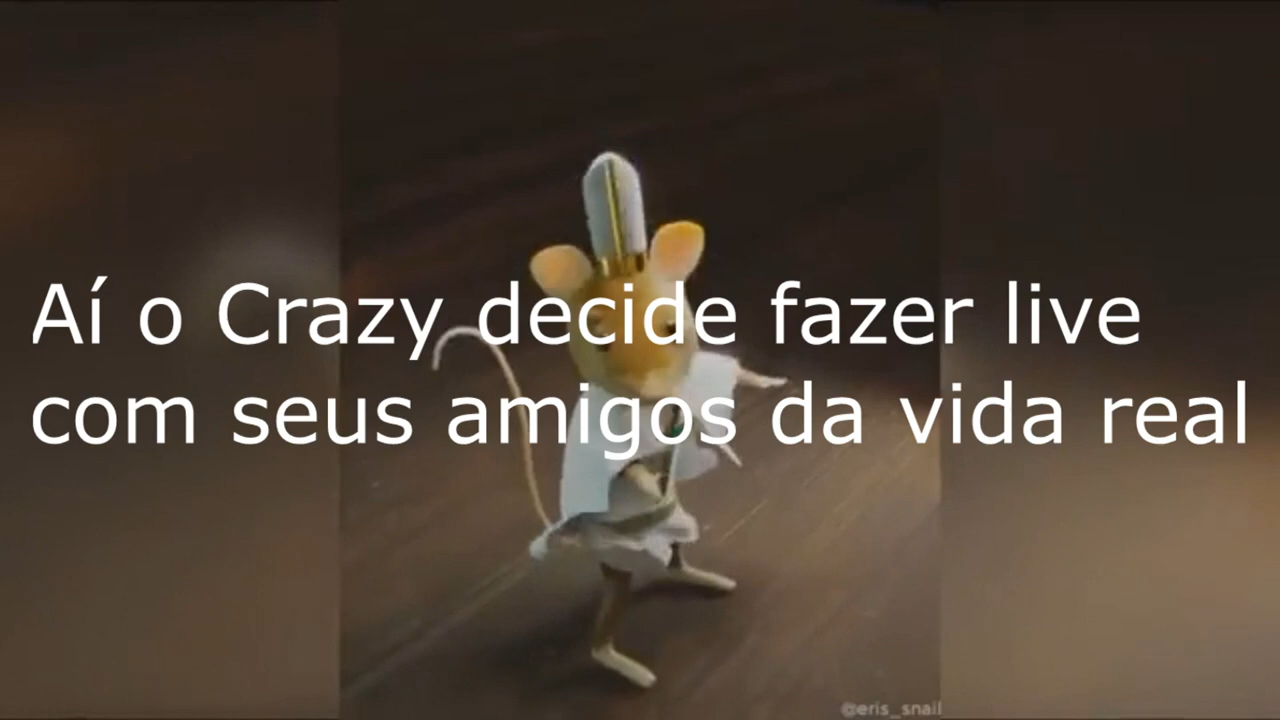 Aí o Crazy decide fazer live
com seus amigos da vida real
@eris_snail